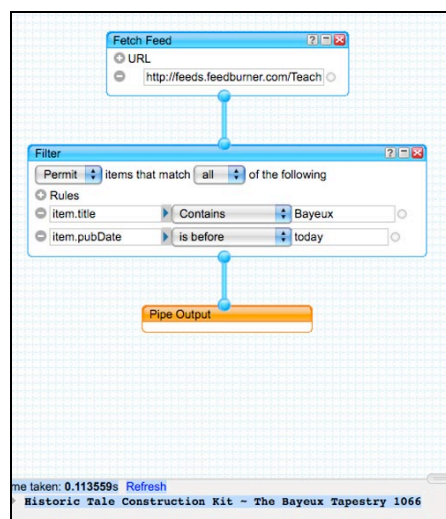 Fetch Feed
URL
http://feeds.feedburner.com/Teach
Filter
Permit items that match all of the following
Rules
item.title Contains Bayeux
item.pubDate is before today
Pipe Output
me taken: 0.113559s Refresh
Historic Tale Construction Kit ~ The Bayeux Tapestry 1066